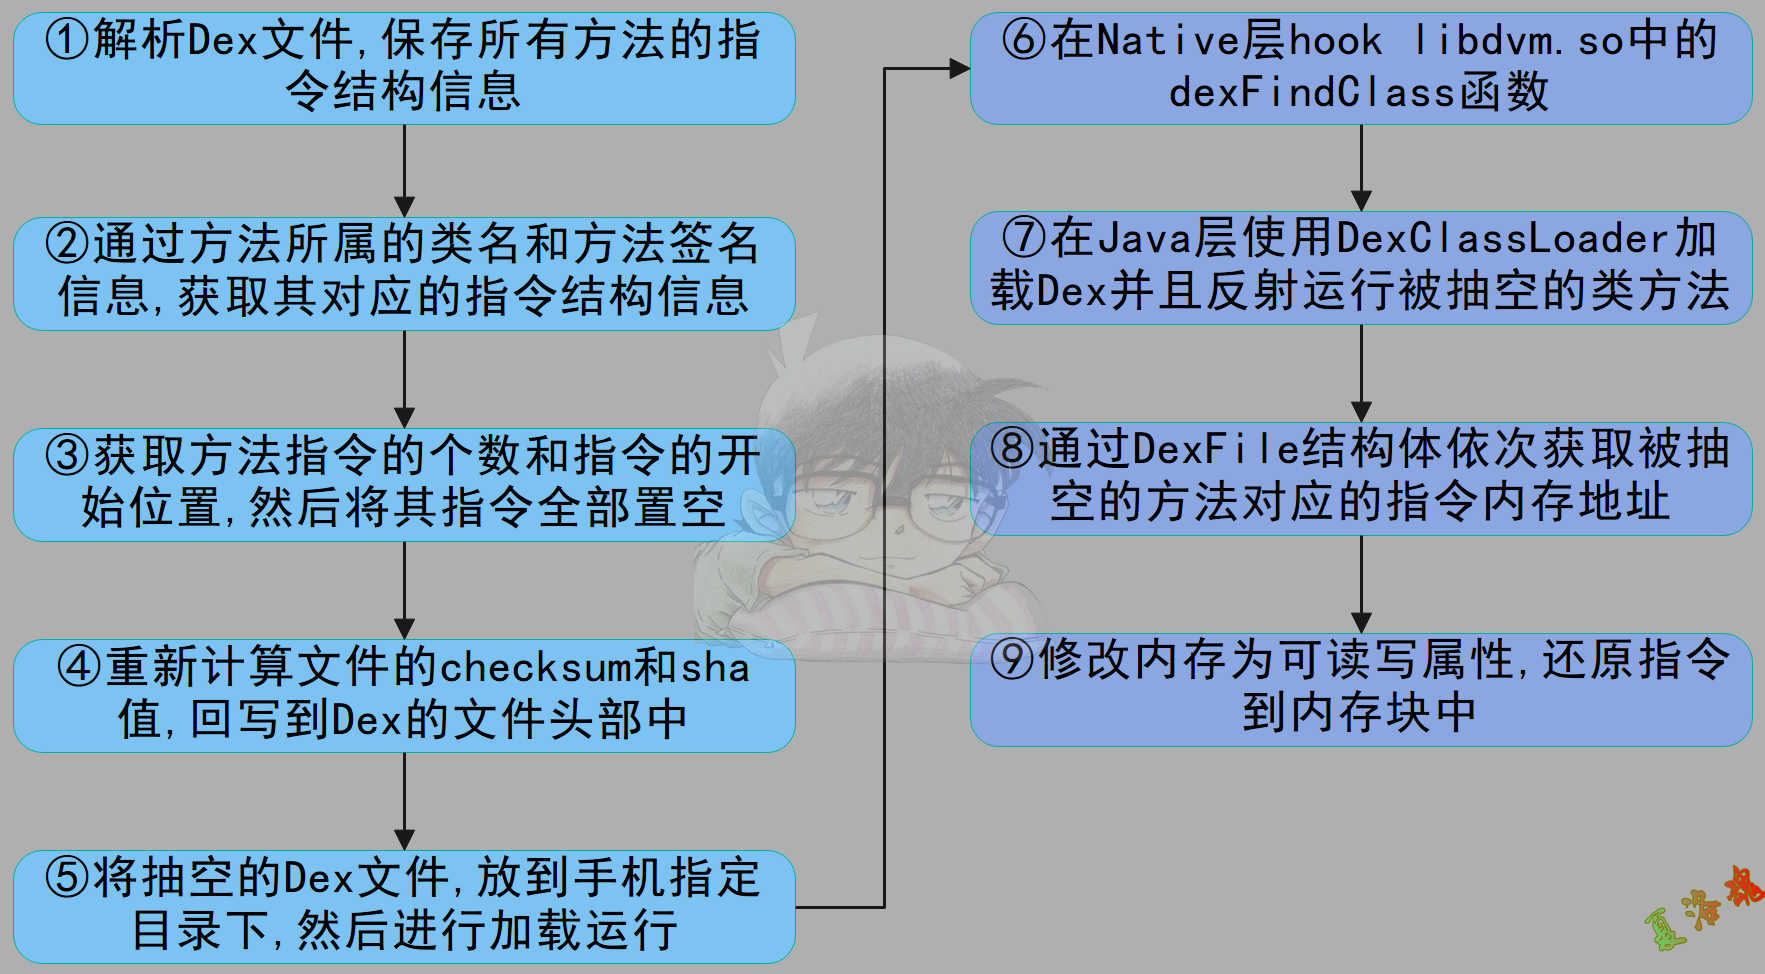 ①解析Dex文件,保存所有方法的指
令结构信息
②通过方法所属的类名和方法签名
信息,获取其对应的指令结构信息
③获取方法指令的个数和指令的开
始位置,然后将其指令全部置空
④重新计算文件的checksum和sha
值,回写到Dex的文件头部中
⑤将抽空的Dex文件,放到手机指定
目录下,然后进行加载运行
⑥在Native层hook libdvm.so中的
dexFindClass函数
⑦在Java层使用DexClassLoader加
载Dex并且反射运行被抽空的类方法
⑧通过DexFile结构体依次获取被抽
空的方法对应的指令内存地址
⑨修改内存为可读写属性,还原指令
到内存块中
夏洛魂